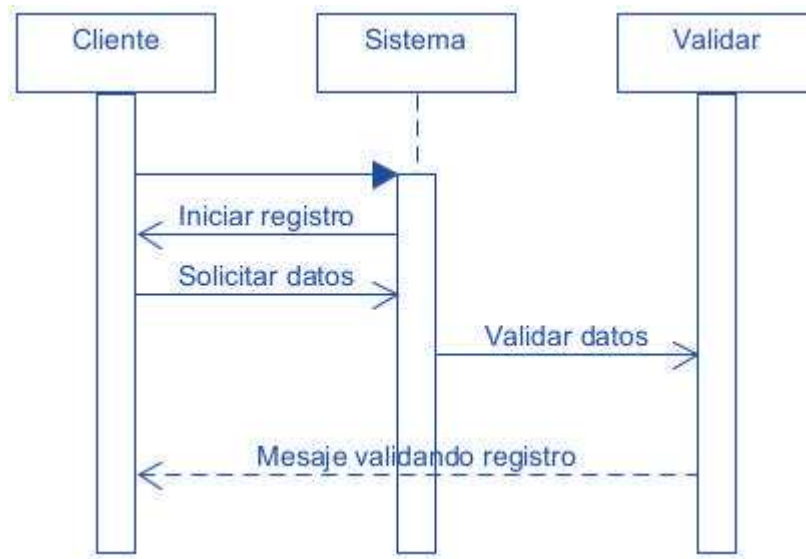 Cliente
Sistema
Validar
Iniciar registro
Solicitar datos
Validar datos
Mesaje validando registro